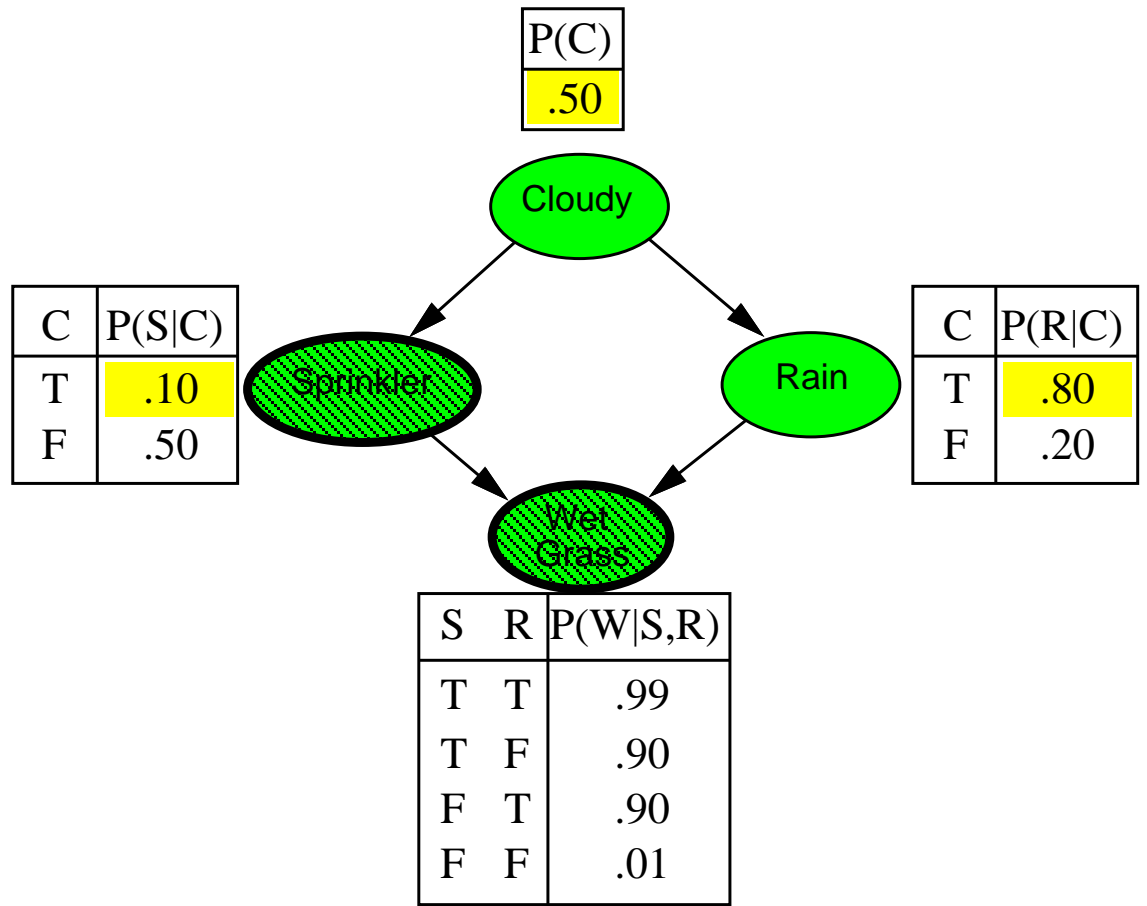 P(C)
.50
Cloudy
C P(S|C)
T .10
F .50
Sprinkler
Rain
C P(R|C)
T .80
F .20
Wet
Grass
S R P(W|S,R)
T T .99
T F .90
F T .90
F F .01